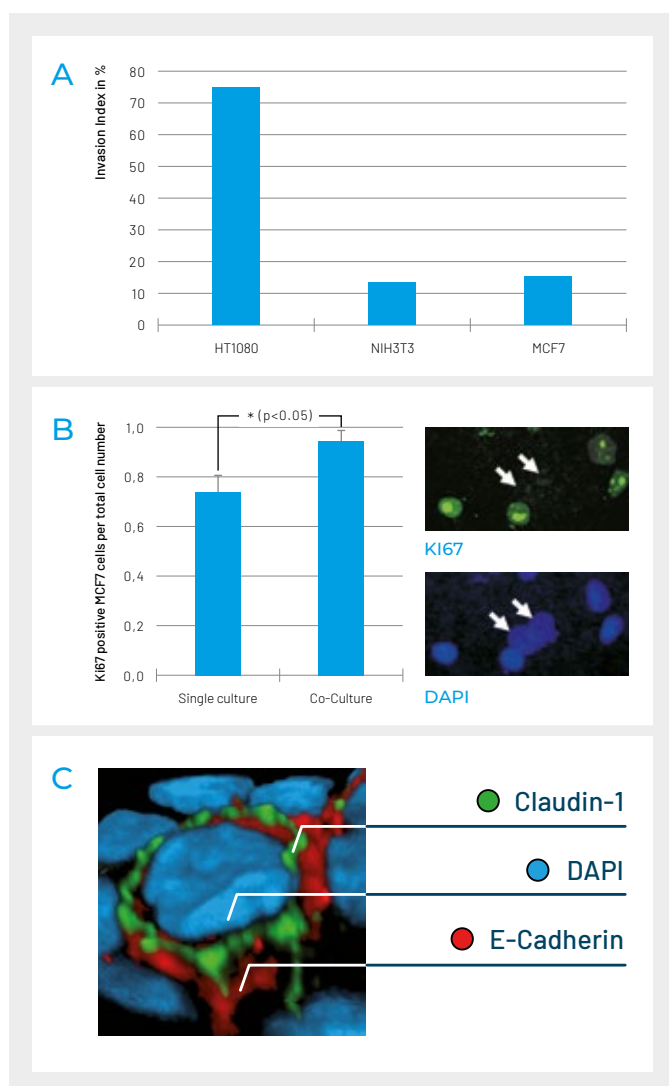 A
Invasion Index in %
80
70
60
50
40
30
20
10
0
HT1080 NIH3T3 MCF7
B
Ki67 positive MCF7 cells per total cell number
* (p<0.05)
1,0
0,8
0,6
0,4
0,2
0,0
Single culture Co-Culture
KI67
DAPI
C
Claudin-1
DAPI
E-Cadherin